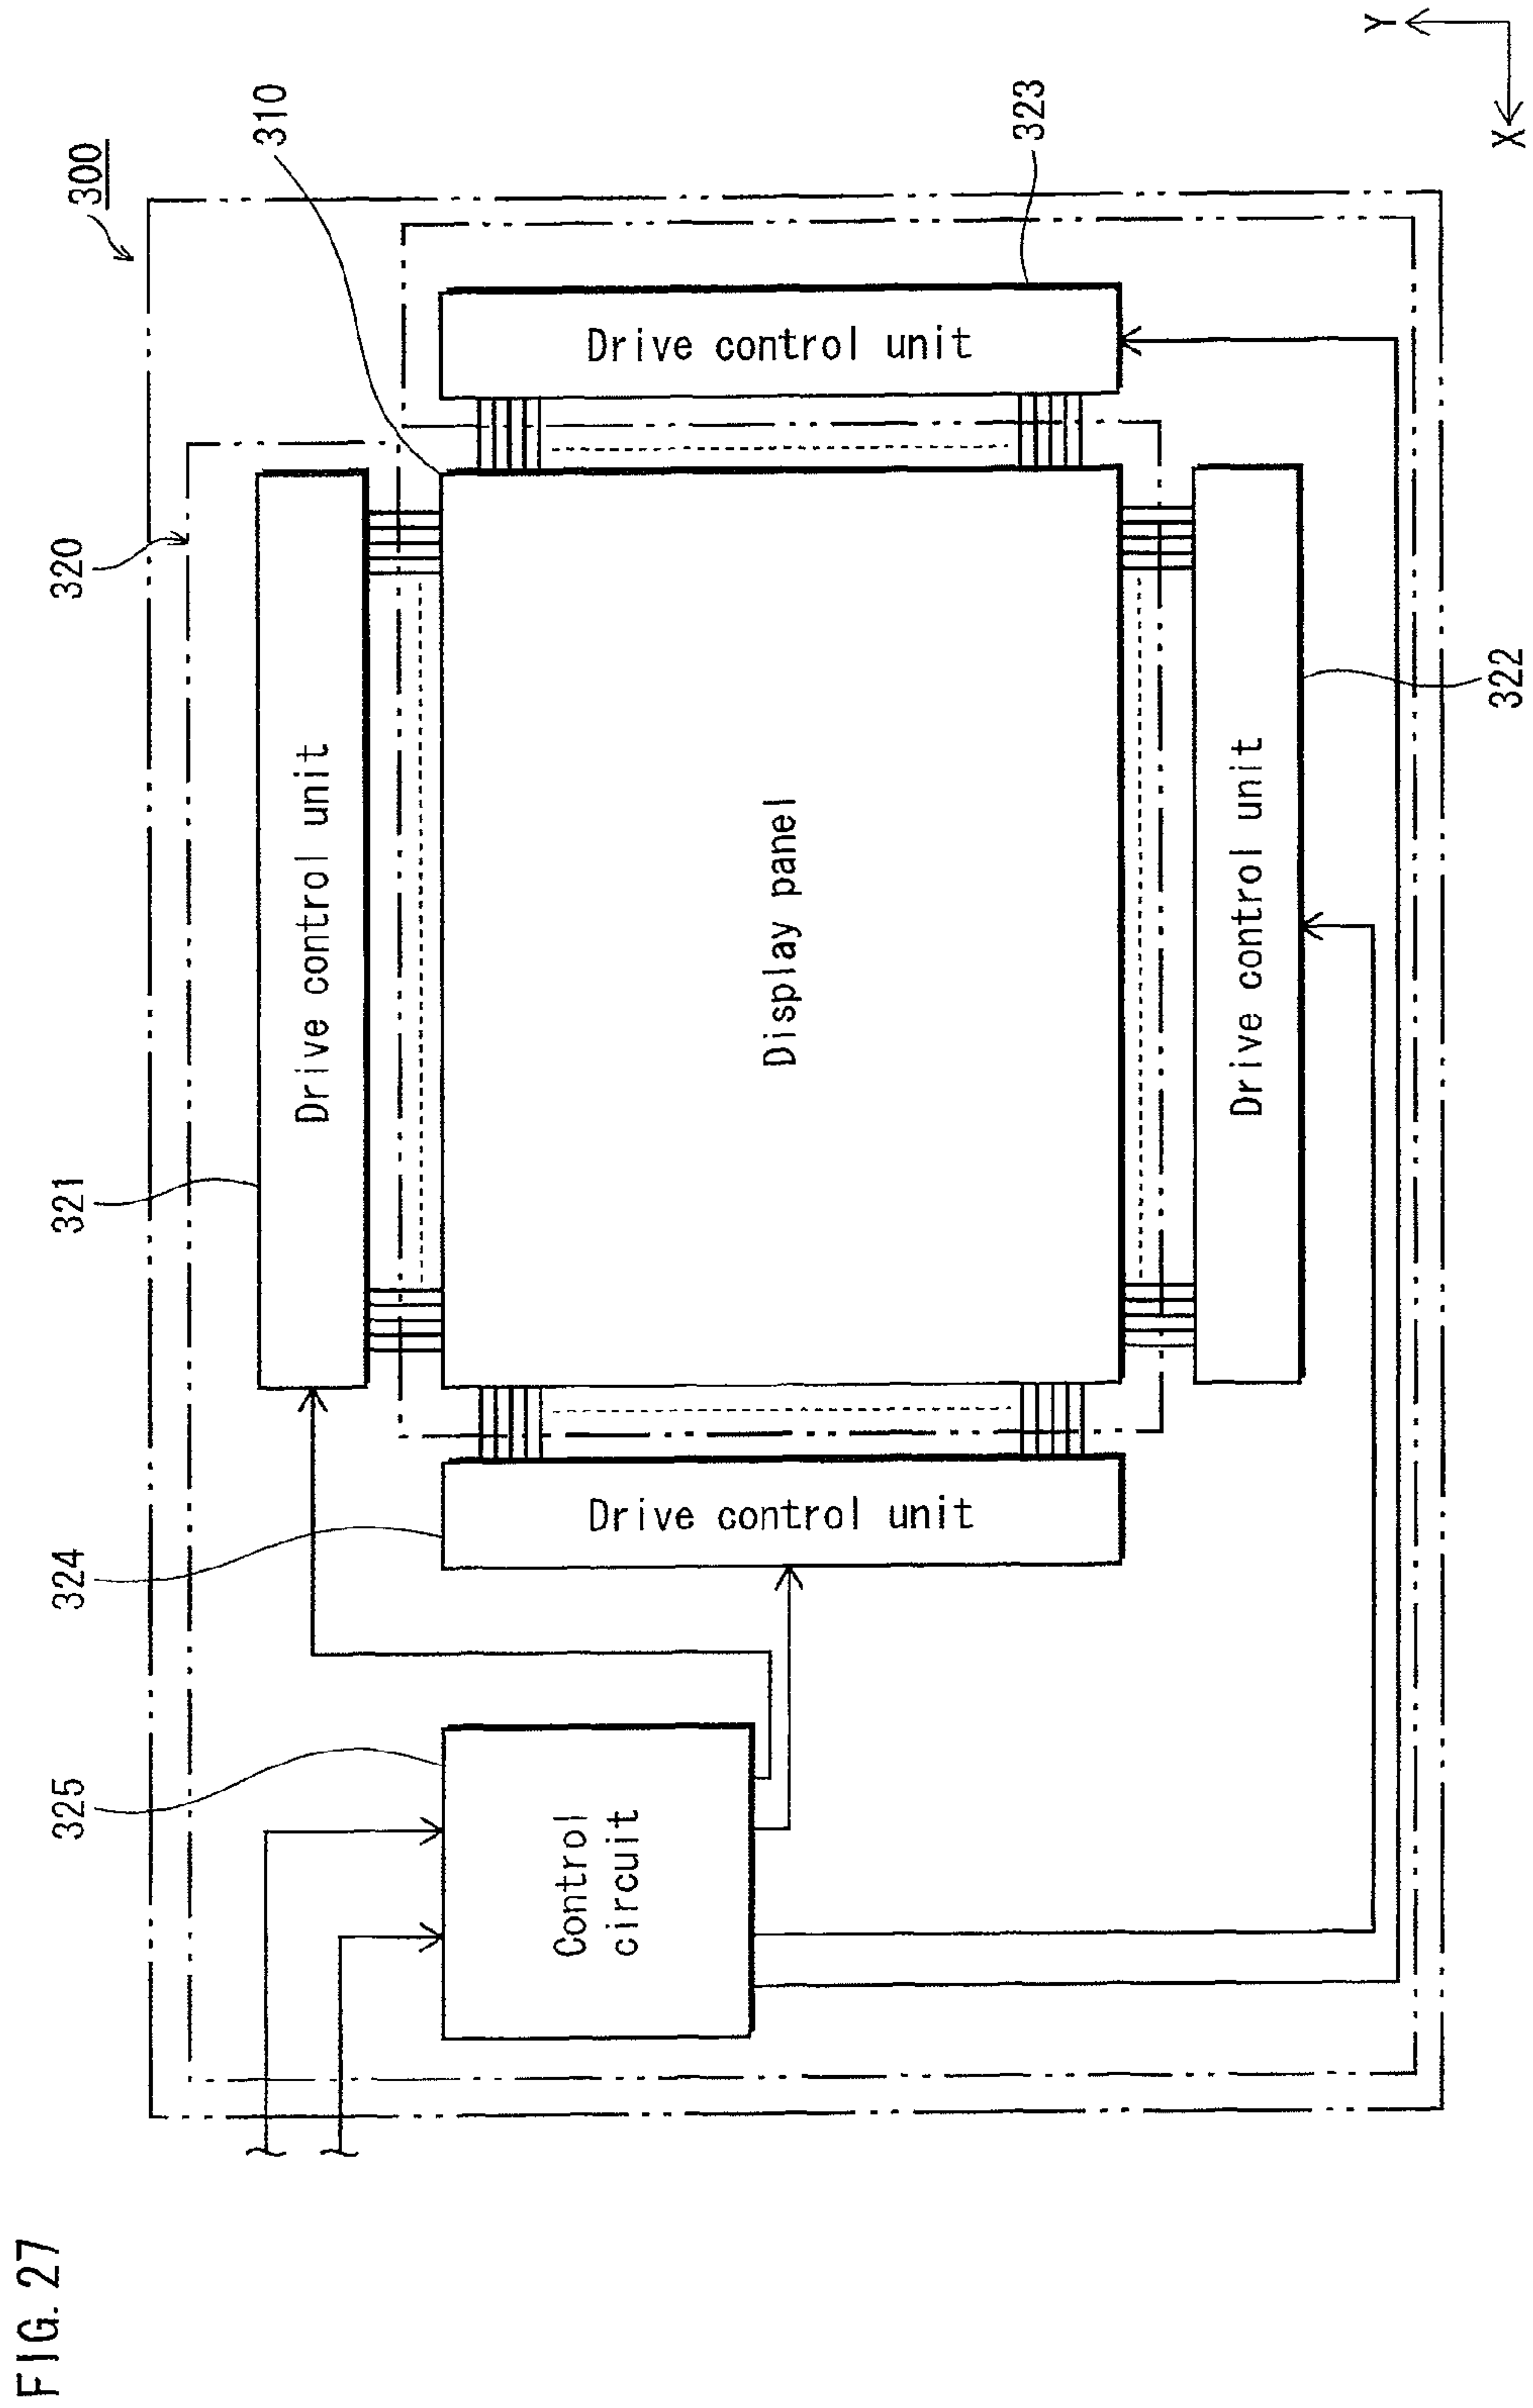 FIG. 27
300
310
320
321
324
325
323
322
Drive control unit
Drive control unit
Display panel
Drive control unit
Drive control unit
Control
circuit
Y
X